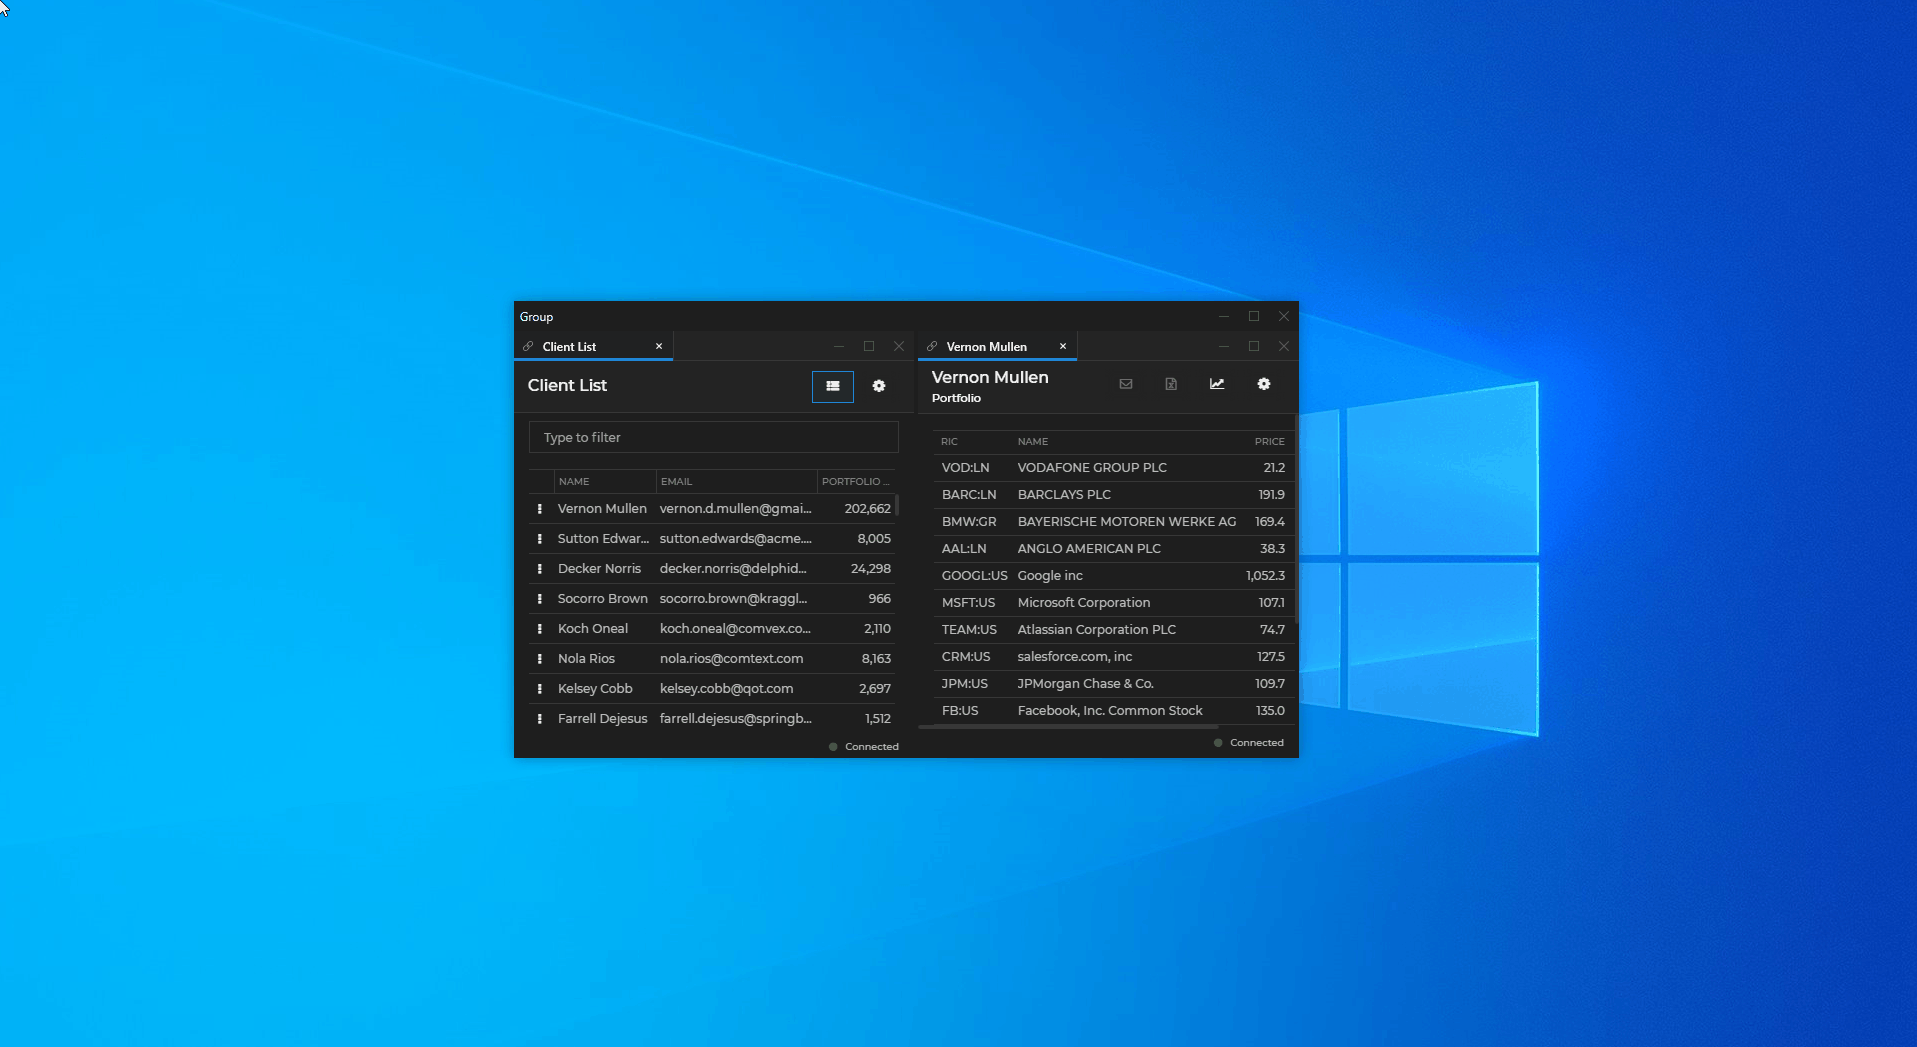 Group
Client List
Client List
Type to filter
NAME EMAIL PORTFOLIO ...
Vernon Mullen vernon.d.mullen@gmai... 202,662
Sutton Edwar... sutton.edwards@acme.... 8,005
Decker Norris decker.norris@delphid... 24,298
Socorro Brown socorro.brown@kraggl... 966
Koch Oneal koch.oneal@comvex.co... 2,110
Nola Rios nola.rios@comtext.com 8,163
Kelsey Cobb kelsey.cobb@qot.com 2,697
Farrell Dejesus farrell.dejesus@springb... 1,512
Connected
Vernon Mullen
Vernon Mullen
Portfolio
RIC NAME PRICE
VOD:LN VODAFONE GROUP PLC 21.2
BARC:LN BARCLAYS PLC 191.9
BMW:GR BAYERISCHE MOTOREN WERKE AG 169.4
AAL:LN ANGLO AMERICAN PLC 38.3
GOOGL:US Google inc 1,052.3
MSFT:US Microsoft Corporation 107.1
TEAM:US Atlassian Corporation PLC 74.7
CRM:US salesforce.com, inc 127.5
JPM:US JPMorgan Chase & Co. 109.7
FB:US Facebook, Inc. Common Stock 135.0
Connected